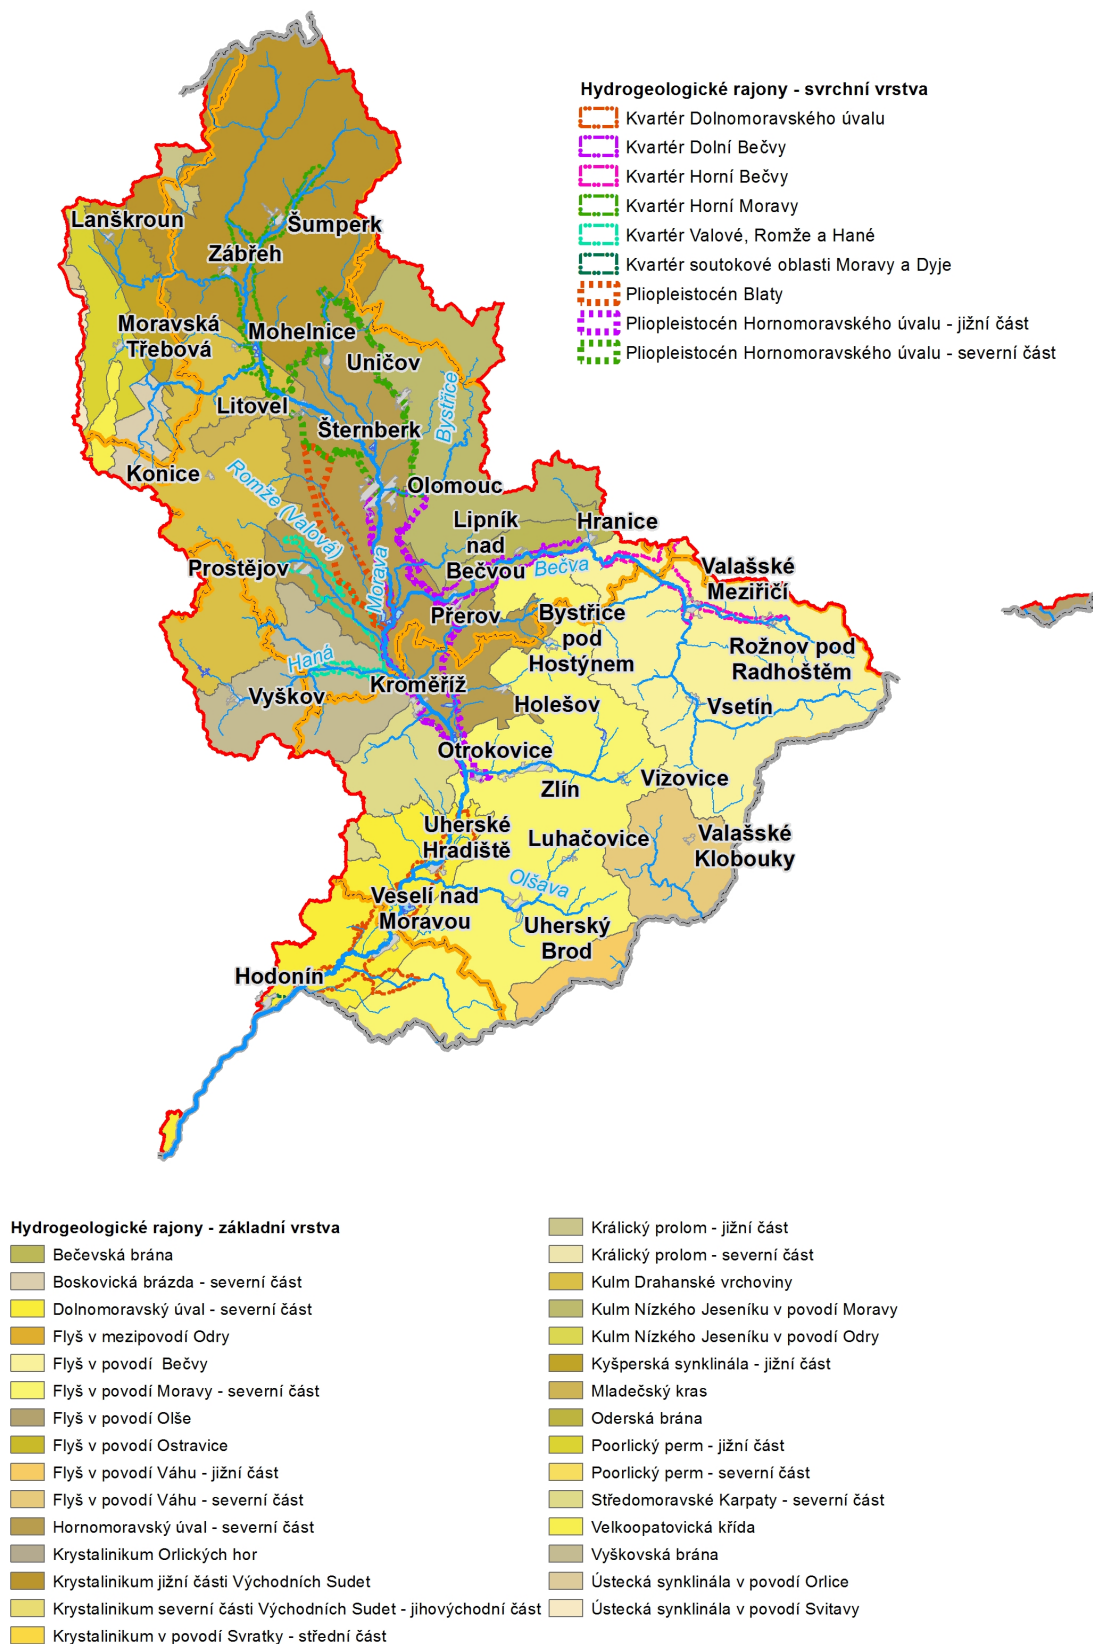 Hydrogeologické rajony - svrchní vrstva
Kvartér Dolnomoravského úvalu
Kvartér Dolní Bečvy
Kvartér Horní Bečvy
Kvartér Horní Moravy
Kvartér Valové, Romže a Hané
Kvartér soutokové oblasti Moravy a Dyje
Pliopleistocén Blaty
Pliopleistocén Hornomoravského úvalu - jižní část
Pliopleistocén Hornomoravského úvalu - severní část
Lanškroun
Šumperk
Zábřeh
Moravská
Třebová
Mohelnice
Uničov
Bystřice
Litovel
Šternberk
Konice
Romže (Valová)
Olomouc
Lipník
nad
Bečvou
Hranice
Bečva
Morava
Prostějov
Valašské
Meziříčí
Přerov
Bystřice
pod
Hostýnem
Rožnov pod
Radhoštěm
Haná
Vyškov
Kroměříž
Holešov
Vsetín
Otrokovice
Zlín
Vizovice
Uherské
Hradiště
Luhačovice
Valašské
Klobouky
Olšava
Veselí nad
Moravou
Uherský
Brod
Hodonín
Hydrogeologické rajony - základní vrstva
Bečevská brána
Boskovická brázda - severní část
Dolnomoravský úval - severní část
Flyš v mezipovodí Odry
Flyš v povodí  Bečvy
Flyš v povodí Moravy - severní část
Flyš v povodí Olše
Flyš v povodí Ostravice
Flyš v povodí Váhu - jižní část
Flyš v povodí Váhu - severní část
Hornomoravský úval - severní část
Krystalinikum Orlických hor
Krystalinikum jižní části Východních Sudet
Krystalinikum severní části Východních Sudet - jihovýchodní část
Krystalinikum v povodí Svratky - střední část
Králický prolom - jižní část
Králický prolom - severní část
Kulm Drahanské vrchoviny
Kulm Nízkého Jeseníku v povodí Moravy
Kulm Nízkého Jeseníku v povodí Odry
Kyšperská synklinála - jižní část
Mladečský kras
Oderská brána
Poorlický perm - jižní část
Poorlický perm - severní část
Středomoravské Karpaty - severní část
Velkoopatovická křída
Vyškovská brána
Ústecká synklinála v povodí Orlice
Ústecká synklinála v povodí Svitavy